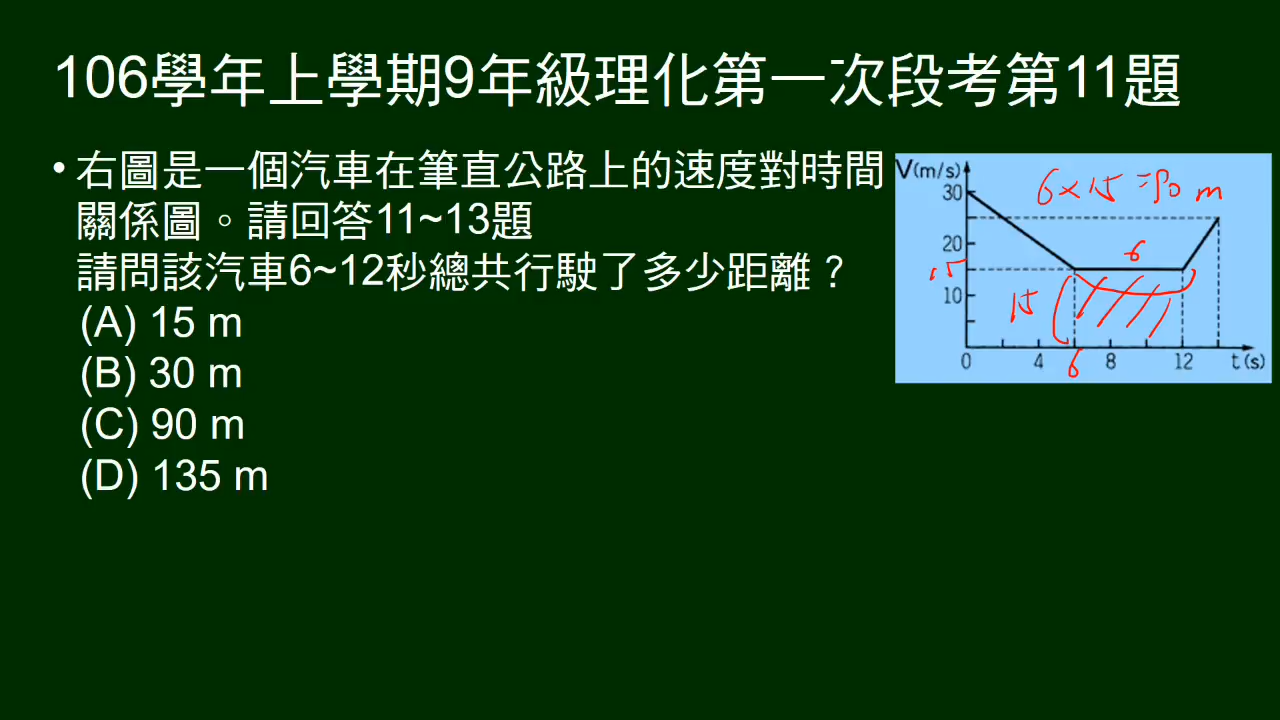 106學年上學期9年級理化第一次段考第11題
• 右圖是一個汽車在筆直公路上的速度對時間
關係圖。請回答11~13題
請問該汽車6~12秒總共行駛了多少距離？
(A) 15 m
(B) 30 m
(C) 90 m
(D) 135 m
V(m/s)
30
6×15=90 m
20
6
15
10
15
0
4
6
8
12
t(s)